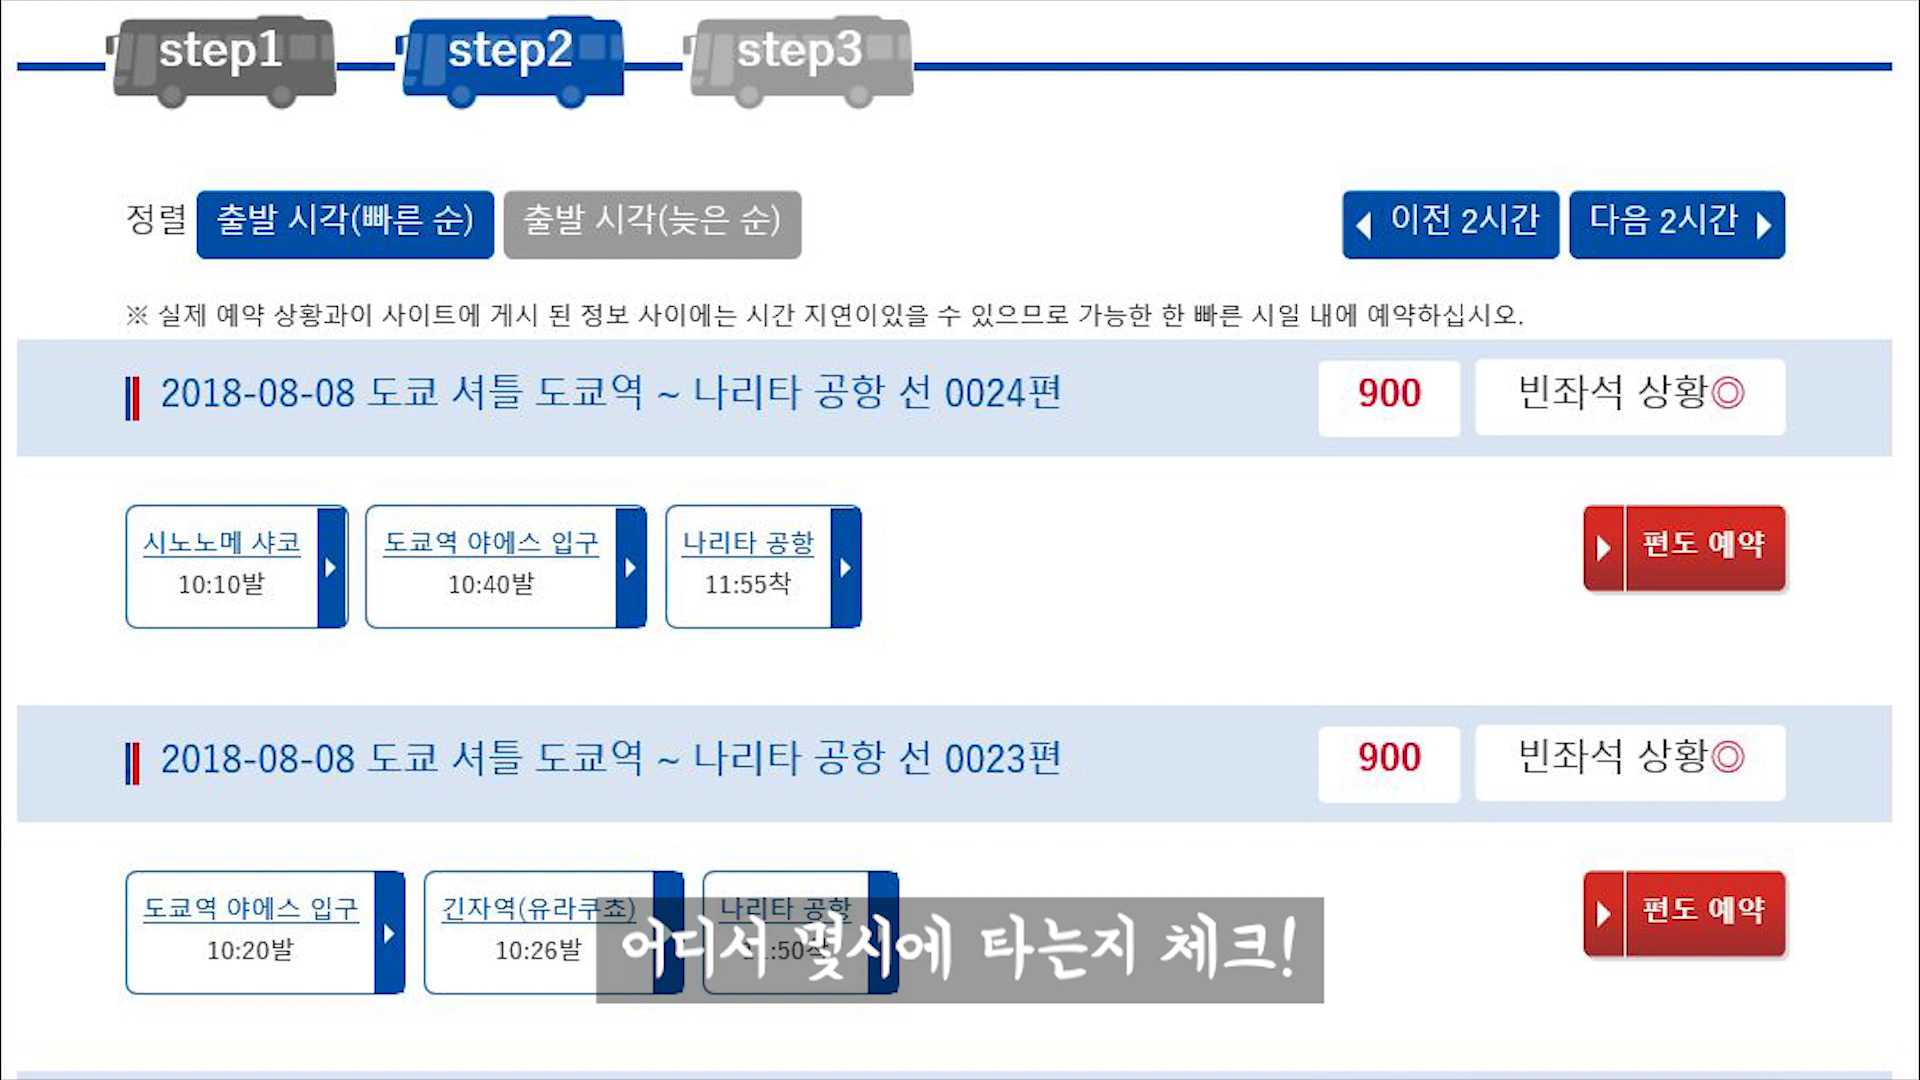 step1 step2 step3
정렬 출발 시각(빠른 순) 출발 시각(늦은 순) 이전 2시간 다음 2시간
※ 실제 예약 상황과이 사이트에 게시 된 정보 사이에는 시간 지연이있을 수 있으므로 가능한 한 빠른 시일 내에 예약하십시오.
2018-08-08 도쿄 셔틀 도쿄역 ~ 나리타 공항 선 0024편 900 빈좌석 상황◎
시노노메 샤코 도쿄역 야에스 입구 나리타 공항 편도 예약
10:10발 10:40발 11:55착
2018-08-08 도쿄 셔틀 도쿄역 ~ 나리타 공항 선 0023편 900 빈좌석 상황◎
도쿄역 야에스 입구 긴자역(유라쿠쵸) 나리타 공항 편도 예약
10:20발 10:26발
어디서 몇시에 타는지 체크!